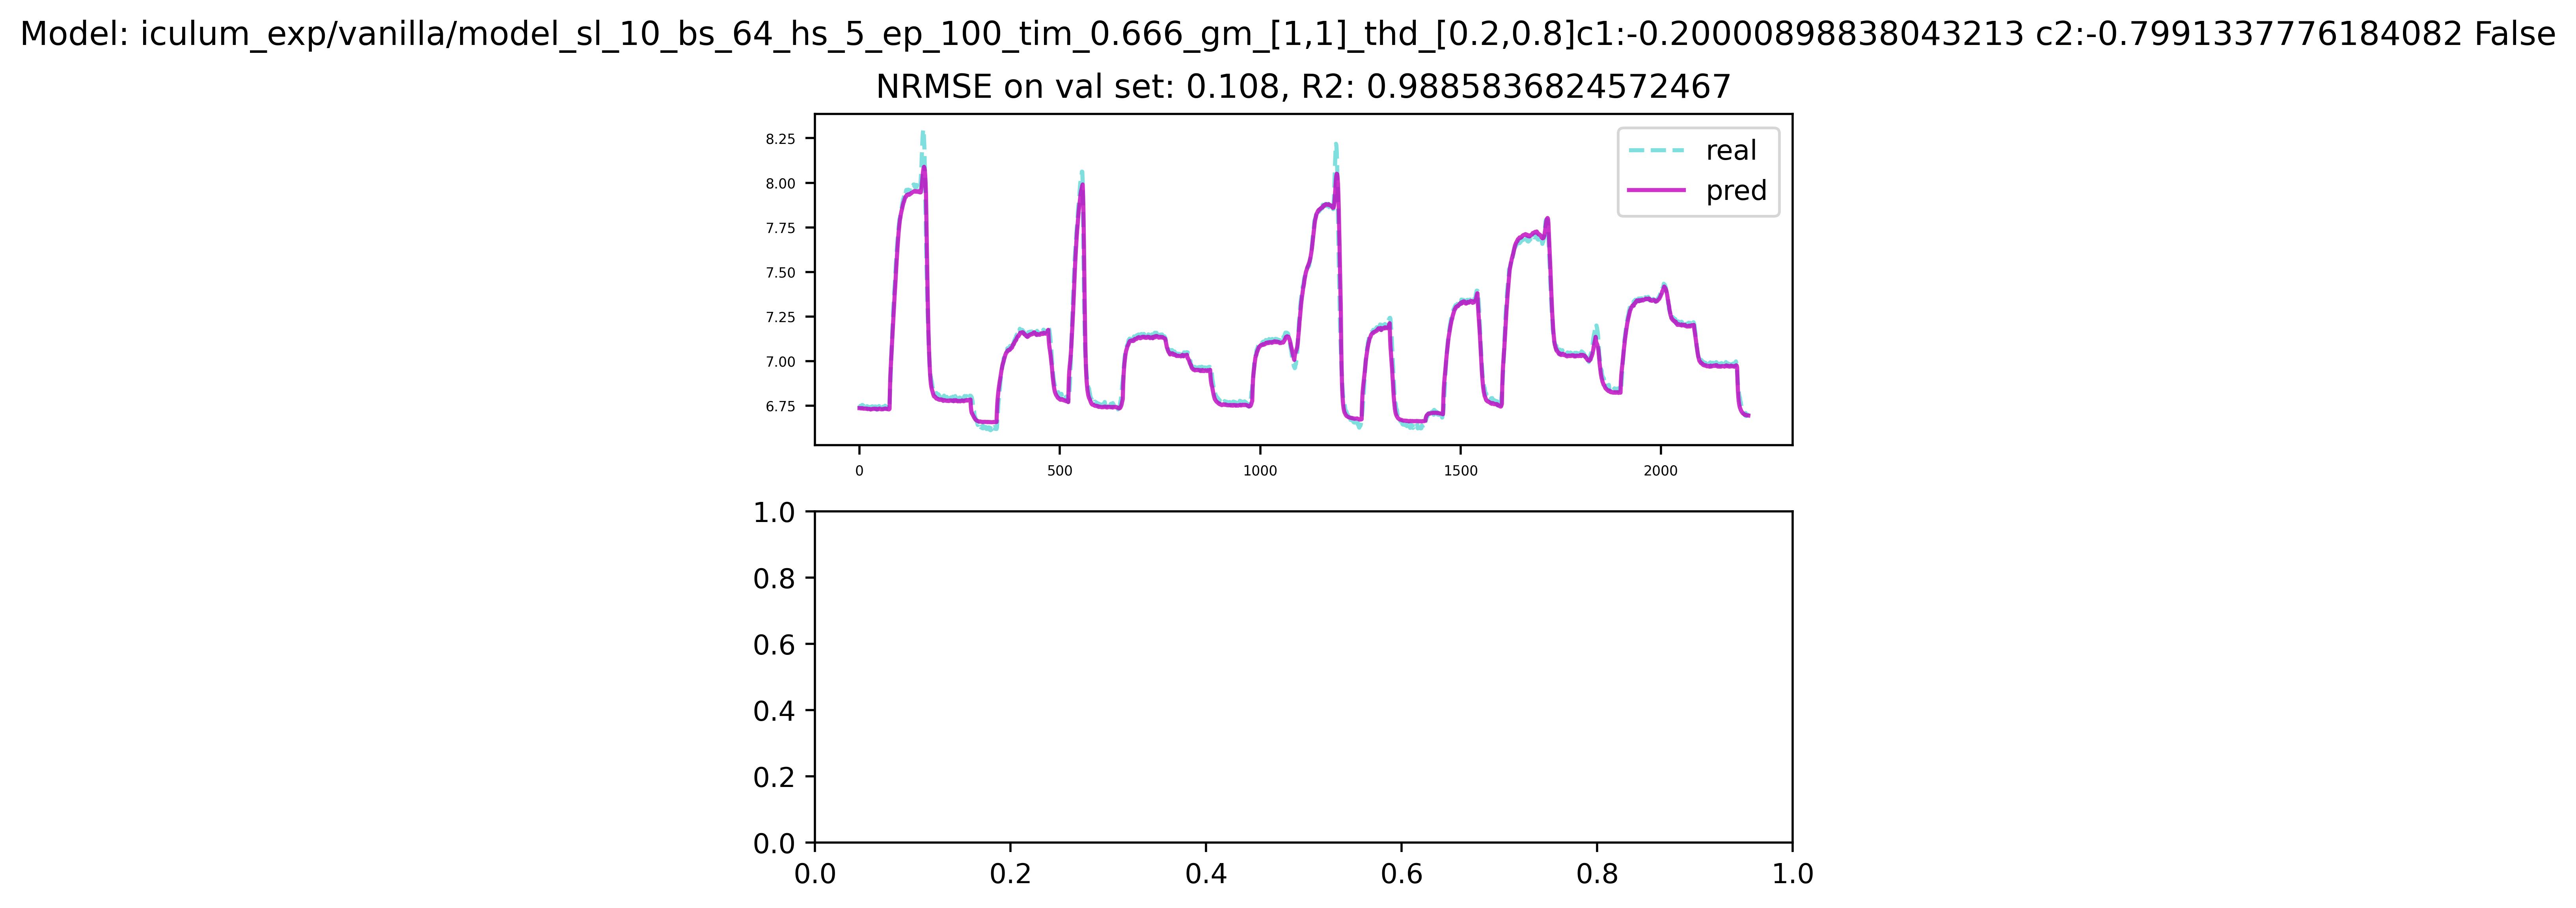 Model: iculum_exp/vanilla/model_sl_10_bs_64_hs_5_ep_100_tim_0.666_gm_[1,1]_thd_[0.2,0.8]c1:-0.20000898838043213 c2:-0.7991337776184082 False
NRMSE on val set: 0.108, R2: 0.9885836824572467
8.25
8.00
7.75
7.50
7.25
7.00
6.75
real
pred
0 500 1000 1500 2000
1.0
0.8
0.6
0.4
0.2
0.0
0.0 0.2 0.4 0.6 0.8 1.0